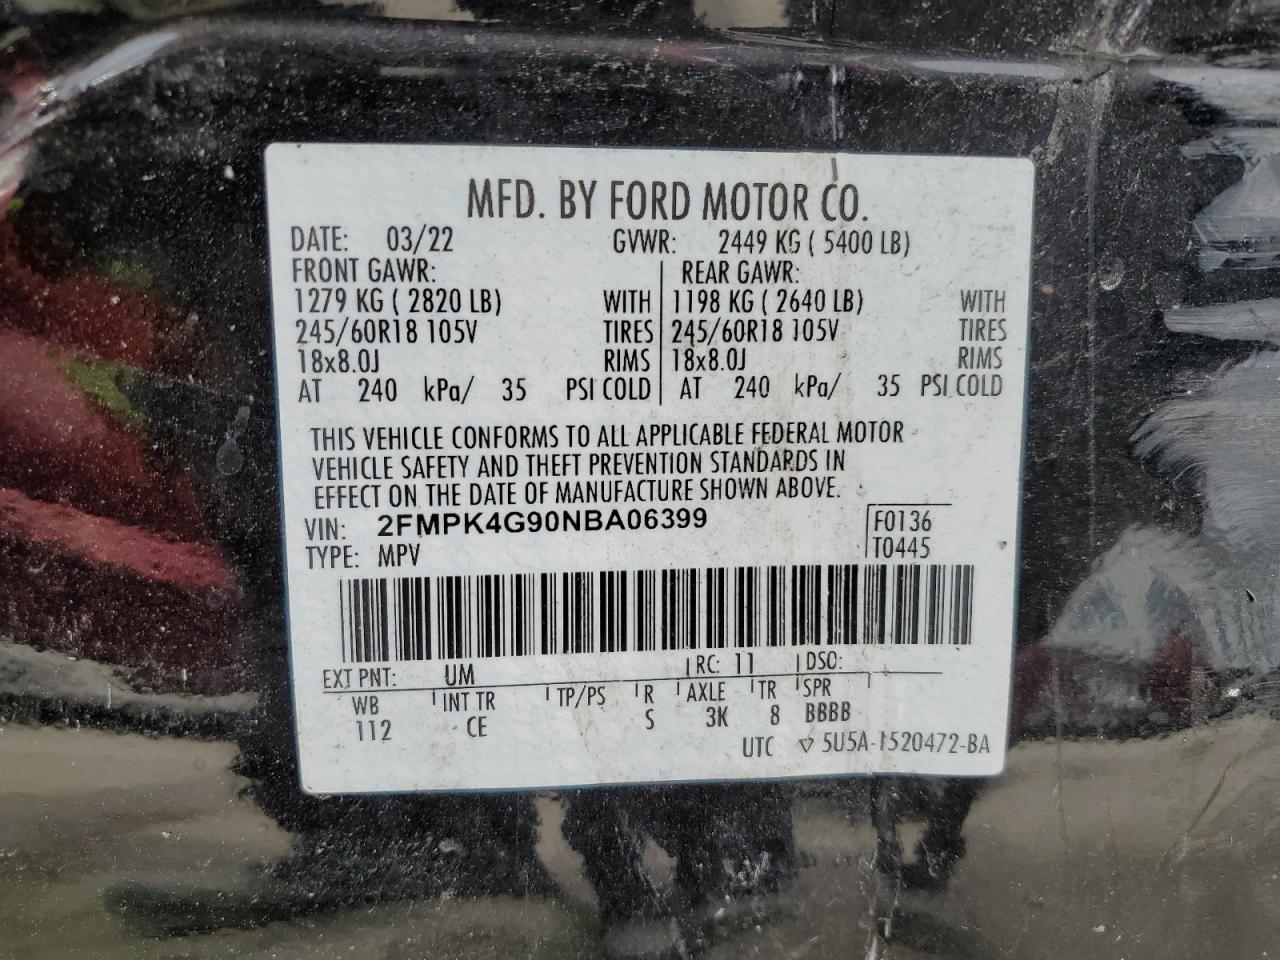 MFD. BY FORD MOTOR CO.
DATE: 03/22 GVWR: 2449 KG ( 5400 LB)
FRONT GAWR: REAR GAWR:
1279 KG ( 2820 LB) WITH 1198 KG ( 2640 LB) WITH
245/60R18 105V TIRES 245/60R18 105V TIRES
18x8.0J RIMS 18x8.0J RIMS
AT 240 kPa/ 35 PSI COLD AT 240 kPa/ 35 PSI COLD
THIS VEHICLE CONFORMS TO ALL APPLICABLE FEDERAL MOTOR
VEHICLE SAFETY AND THEFT PREVENTION STANDARDS IN
EFFECT ON THE DATE OF MANUFACTURE SHOWN ABOVE.
VIN: 2FMPK4G90NBA06399 F0136
TYPE: MPV T0445
EXT PNT: UM RC: 11 DSO:
WB INT TR TP/PS R AXLE TR SPR
112 CE S 3K 8 BBBB
UTC ▽ 5U5A-1520472-BA